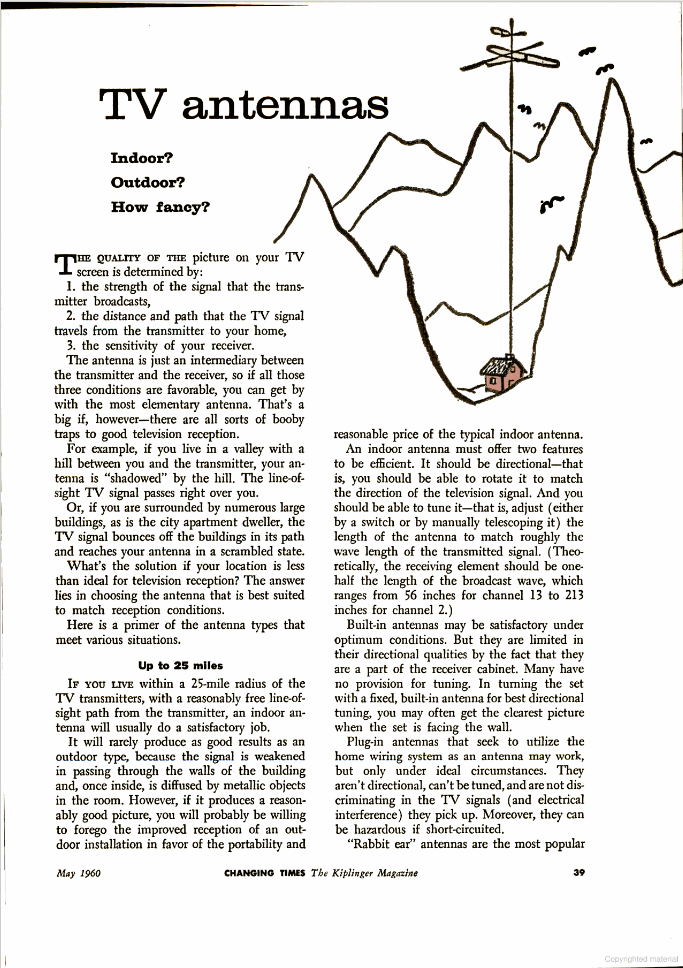 TV antennas
Indoor?
Outdoor?
How fancy?
THE QUALITY OF THE picture on your TV
screen is determined by:
1. the strength of the signal that the trans-
mitter broadcasts,
2. the distance and path that the TV signal
travels from the transmitter to your home,
3. the sensitivity of your receiver.
The antenna is just an intermediary between
the transmitter and the receiver, so if all those
three conditions are favorable, you can get by
with the most elementary antenna. That's a
big if, however—there are all sorts of booby
traps to good television reception.
For example, if you live in a valley with a
hill between you and the transmitter, your an-
tenna is "shadowed" by the hill. The line-of-
sight TV signal passes right over you.
Or, if you are surrounded by numerous large
buildings, as is the city apartment dweller, the
TV signal bounces off the buildings in its path
and reaches your antenna in a scrambled state.
What's the solution if your location is less
than ideal for television reception? The answer
lies in choosing the antenna that is best suited
to match reception conditions.
Here is a primer of the antenna types that
meet various situations.
Up to 25 miles
IF YOU LIVE within a 25-mile radius of the
TV transmitters, with a reasonably free line-of-
sight path from the transmitter, an indoor an-
tenna will usually do a satisfactory job.
It will rarely produce as good results as an
outdoor type, because the signal is weakened
in passing through the walls of the building
and, once inside, is diffused by metallic objects
in the room. However, if it produces a reason-
ably good picture, you will probably be willing
to forego the improved reception of an out-
door installation in favor of the portability and
reasonable price of the typical indoor antenna.
An indoor antenna must offer two features
to be efficient. It should be directional—that
is, you should be able to rotate it to match
the direction of the television signal. And you
should be able to tune it—that is, adjust (either
by a switch or by manually telescoping it) the
length of the antenna to match roughly the
wave length of the transmitted signal. (Theo-
retically, the receiving element should be one-
half the length of the broadcast wave, which
ranges from 56 inches for channel 13 to 213
inches for channel 2.)
Built-in antennas may be satisfactory under
optimum conditions. But they are limited in
their directional qualities by the fact that they
are a part of the receiver cabinet. Many have
no provision for tuning. In turning the set
with a fixed, built-in antenna for best directional
tuning, you may often get the clearest picture
when the set is facing the wall.
Plug-in antennas that seek to utilize the
home wiring system as an antenna may work,
but only under ideal circumstances. They
aren't directional, can't be tuned, and are not dis-
criminating in the TV signals (and electrical
interference) they pick up. Moreover, they can
be hazardous if short-circuited.
"Rabbit ear" antennas are the most popular
May 1960
CHANGING TIMES The Kiplinger Magazine
39
Copyrighted material